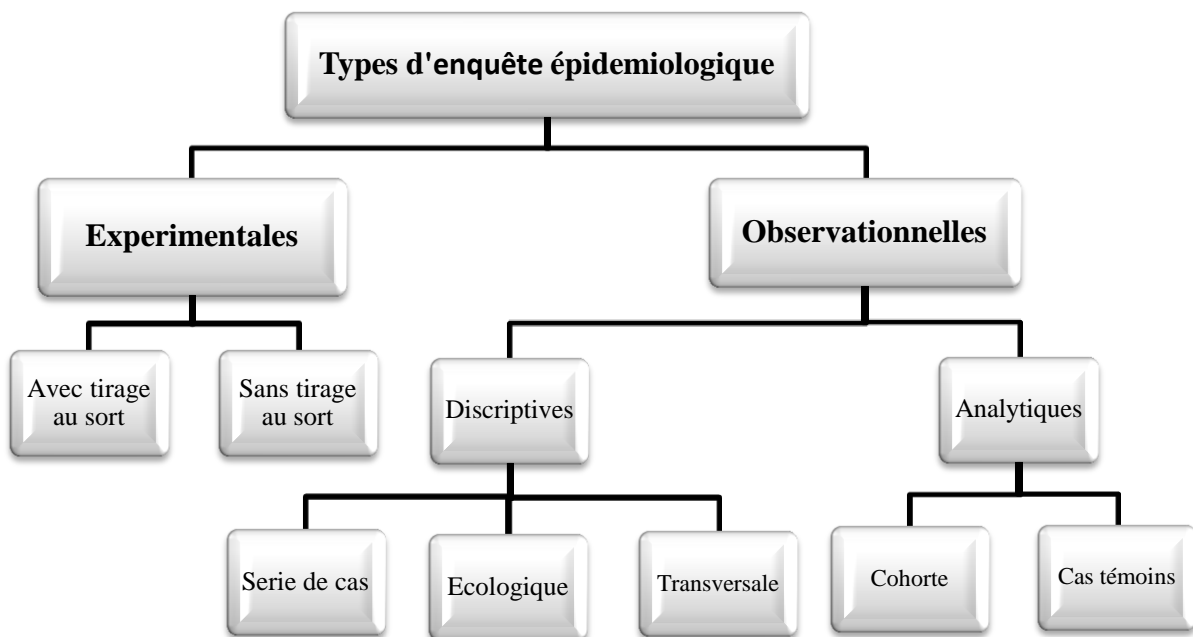 Types d'enquête épidemiologique
Experimentales
Observationnelles
Avec tirage
au sort
Sans tirage
au sort
Discriptives
Analytiques
Serie de cas
Ecologique
Transversale
Cohorte
Cas témoins